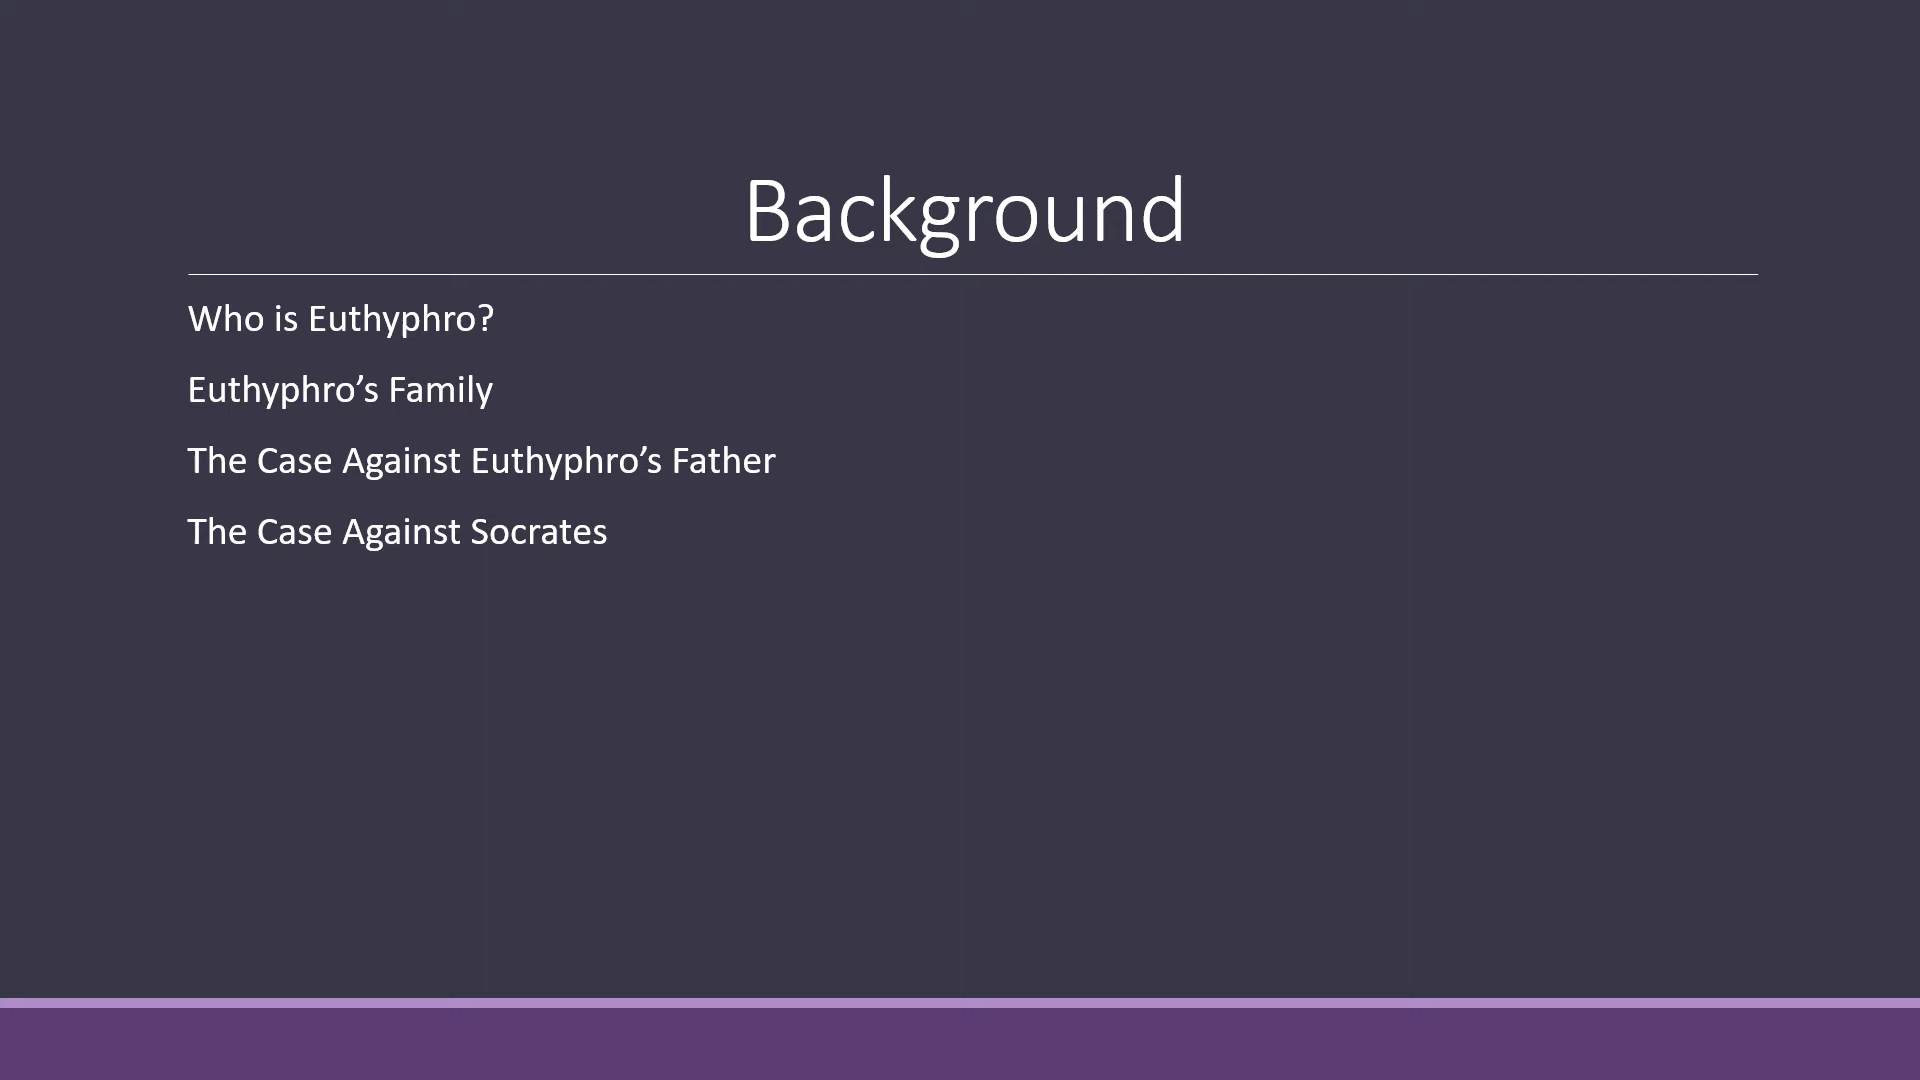 Background
Who is Euthyphro?
Euthyphro’s Family
The Case Against Euthyphro’s Father
The Case Against Socrates